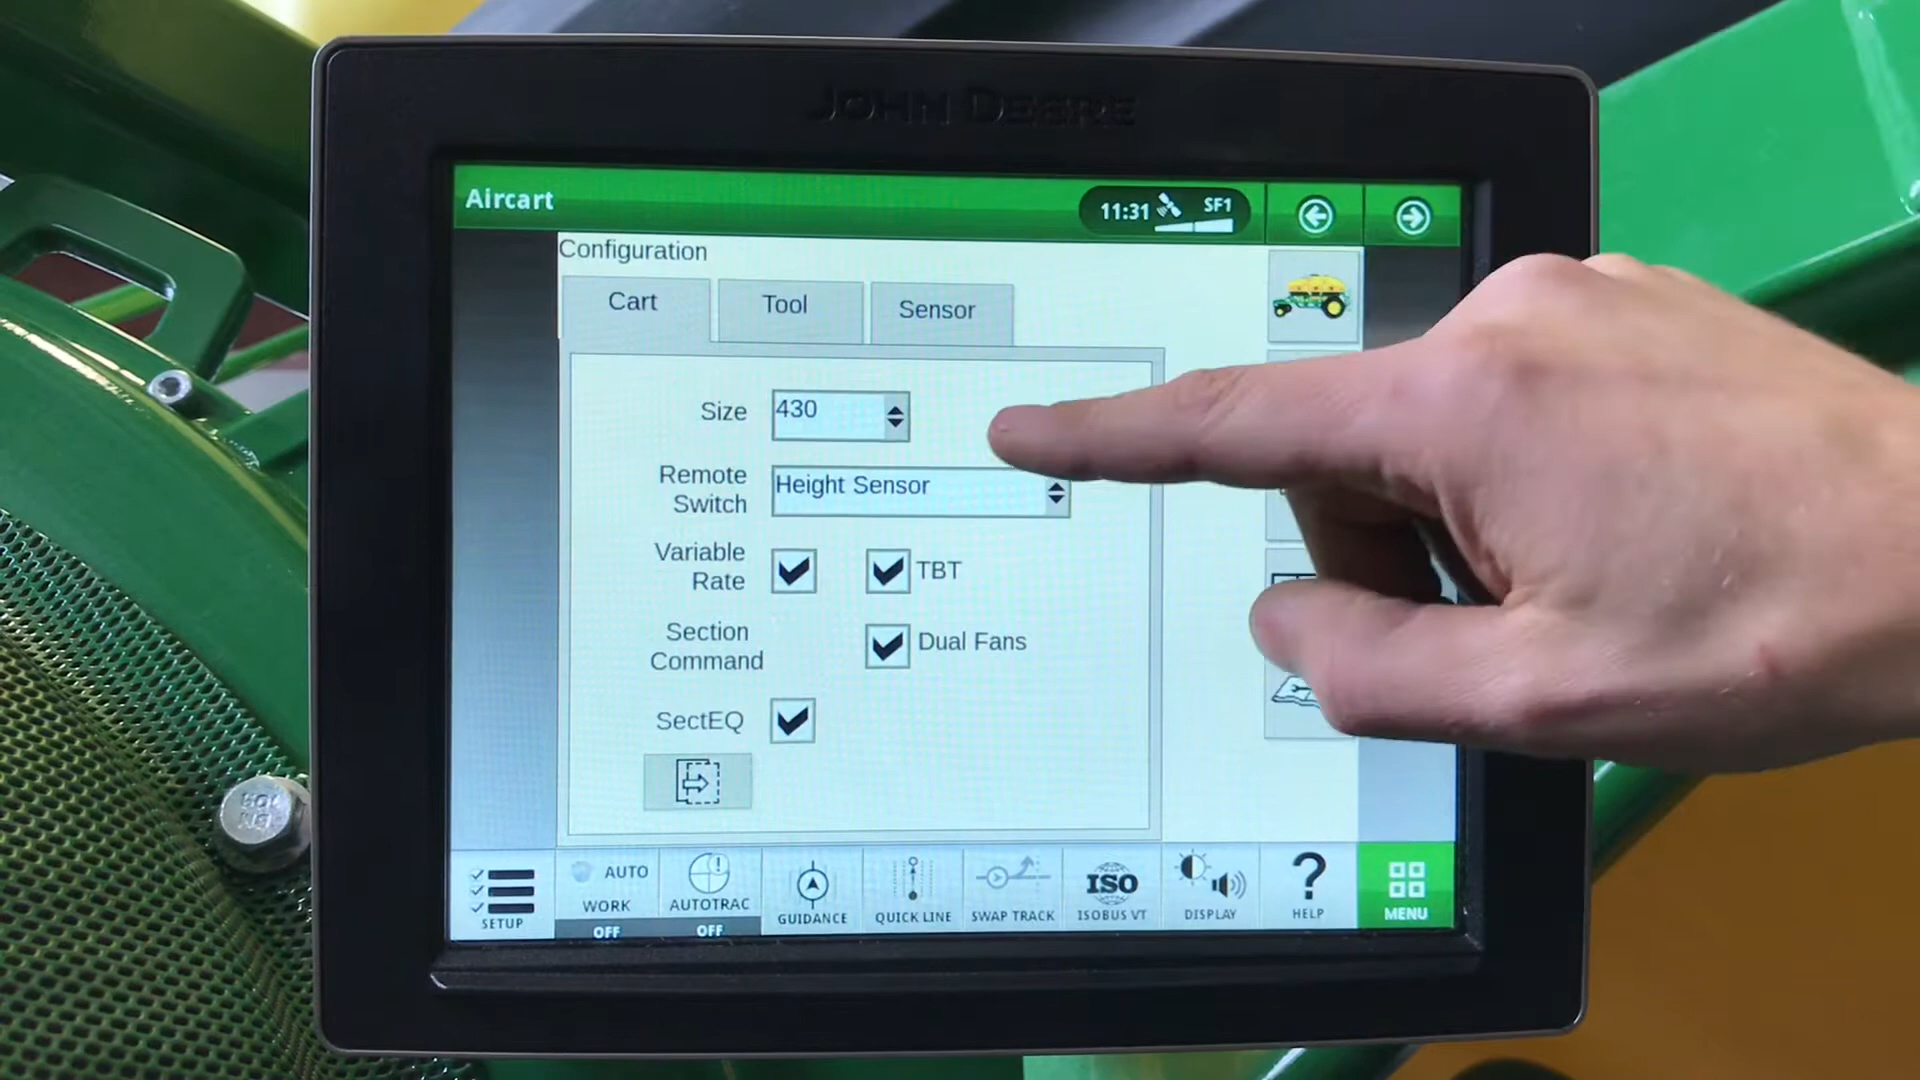 JOHN DEERE
Aircart
11:31
SF1
Configuration
Cart
Tool
Sensor
Size
430
Remote
Switch
Height Sensor
Variable
Rate
TBT
Section
Command
Dual Fans
SectEQ
SETUP
AUTO
WORK
OFF
AUTOTRAC
OFF
GUIDANCE
QUICK LINE
SWAP TRACK
ISO
ISOBUS VT
DISPLAY
?
HELP
MENU